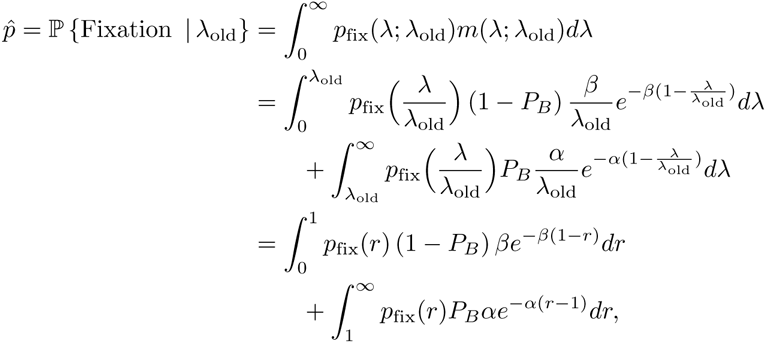 p̂ = ℙ {Fixation | λ_old} = ∫_0^∞ p_fix(λ; λ_old)m(λ; λ_old)dλ
= ∫_0^{λ_old} p_fix(λ/λ_old) (1 − P_B) β/λ_old e^{−β(1−λ/λ_old)} dλ
+ ∫_{λ_old}^∞ p_fix(λ/λ_old) P_B α/λ_old e^{−α(1−λ/λ_old)} dλ
= ∫_0^1 p_fix(r) (1 − P_B) βe^{−β(1−r)} dr
+ ∫_1^∞ p_fix(r)P_B αe^{−α(r−1)} dr,